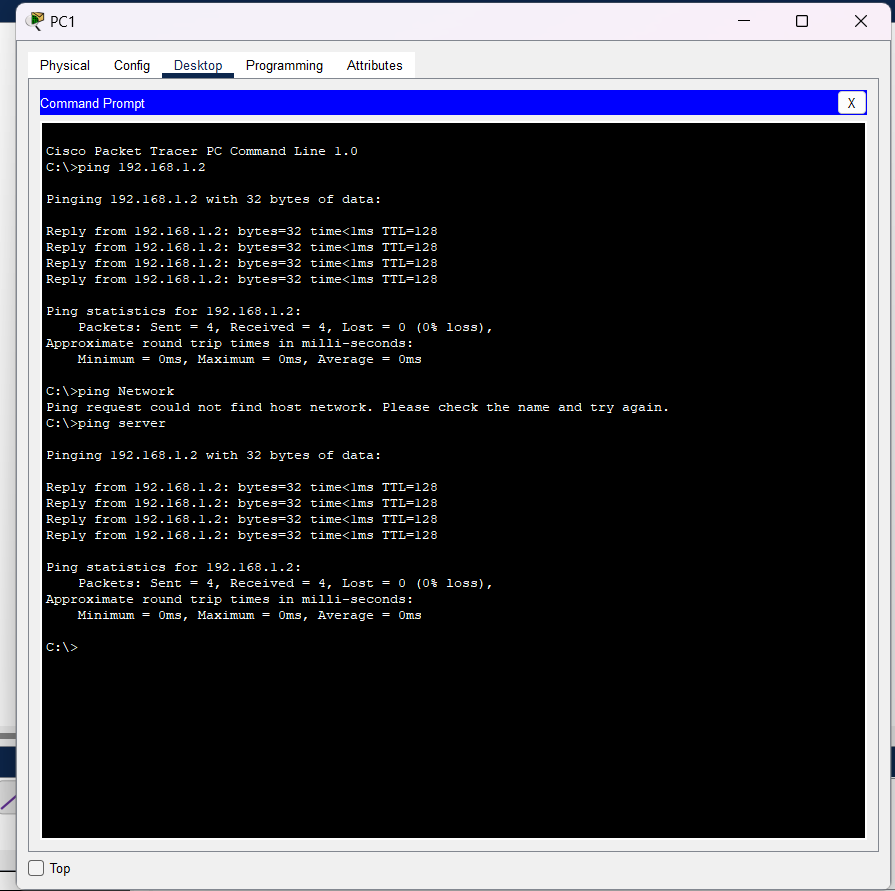 PC1
Physical Config Desktop Programming Attributes
Command Prompt X
Cisco Packet Tracer PC Command Line 1.0
C:\>ping 192.168.1.2
Pinging 192.168.1.2 with 32 bytes of data:
Reply from 192.168.1.2: bytes=32 time<1ms TTL=128
Reply from 192.168.1.2: bytes=32 time<1ms TTL=128
Reply from 192.168.1.2: bytes=32 time<1ms TTL=128
Reply from 192.168.1.2: bytes=32 time<1ms TTL=128
Ping statistics for 192.168.1.2:
    Packets: Sent = 4, Received = 4, Lost = 0 (0% loss),
Approximate round trip times in milli-seconds:
    Minimum = 0ms, Maximum = 0ms, Average = 0ms
C:\>ping Network
Ping request could not find host network. Please check the name and try again.
C:\>ping server
Pinging 192.168.1.2 with 32 bytes of data:
Reply from 192.168.1.2: bytes=32 time<1ms TTL=128
Reply from 192.168.1.2: bytes=32 time<1ms TTL=128
Reply from 192.168.1.2: bytes=32 time<1ms TTL=128
Reply from 192.168.1.2: bytes=32 time<1ms TTL=128
Ping statistics for 192.168.1.2:
    Packets: Sent = 4, Received = 4, Lost = 0 (0% loss),
Approximate round trip times in milli-seconds:
    Minimum = 0ms, Maximum = 0ms, Average = 0ms
C:\>
Top